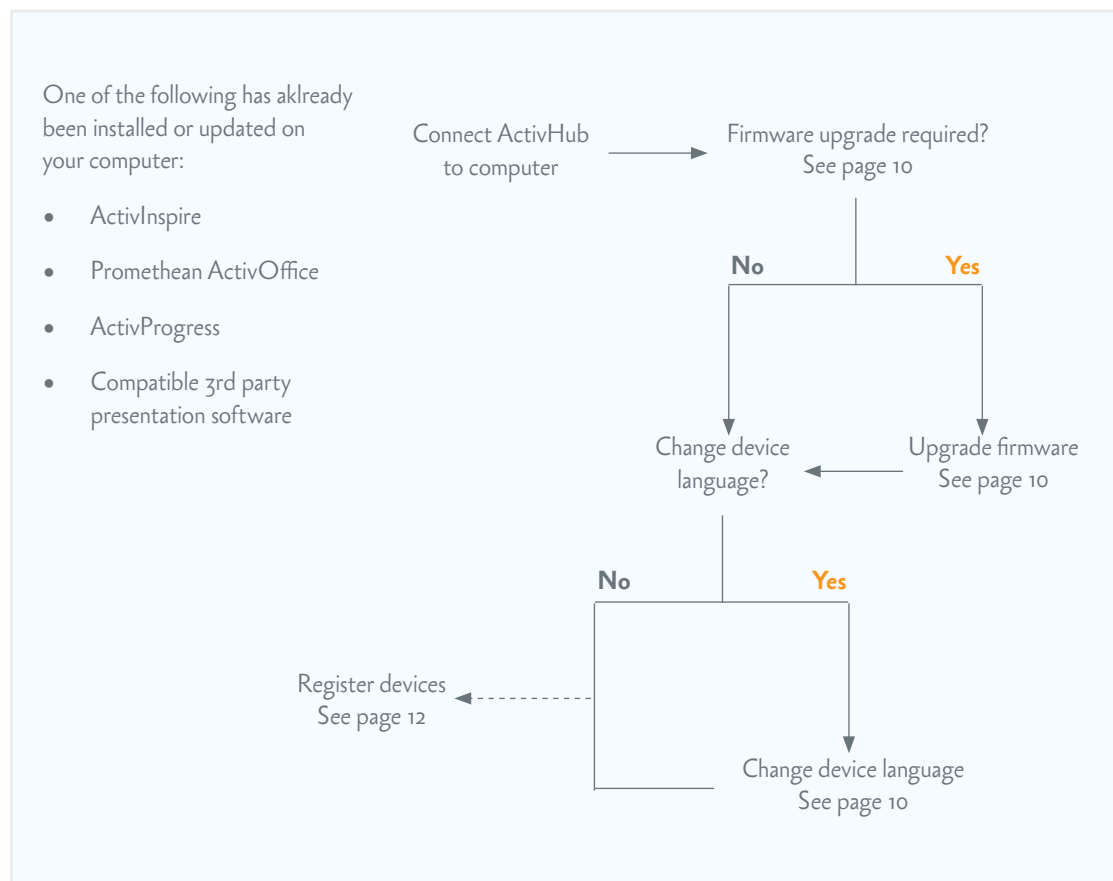 One of the following has aklready
been installed or updated on
your computer:
• ActivInspire
• Promethean ActivOffice
• ActivProgress
• Compatible 3rd party
presentation software
Connect ActivHub
to computer
Firmware upgrade required?
See page 10
No
Yes
Change device
language?
Upgrade firmware
See page 10
No
Yes
Register devices
See page 12
Change device language
See page 10